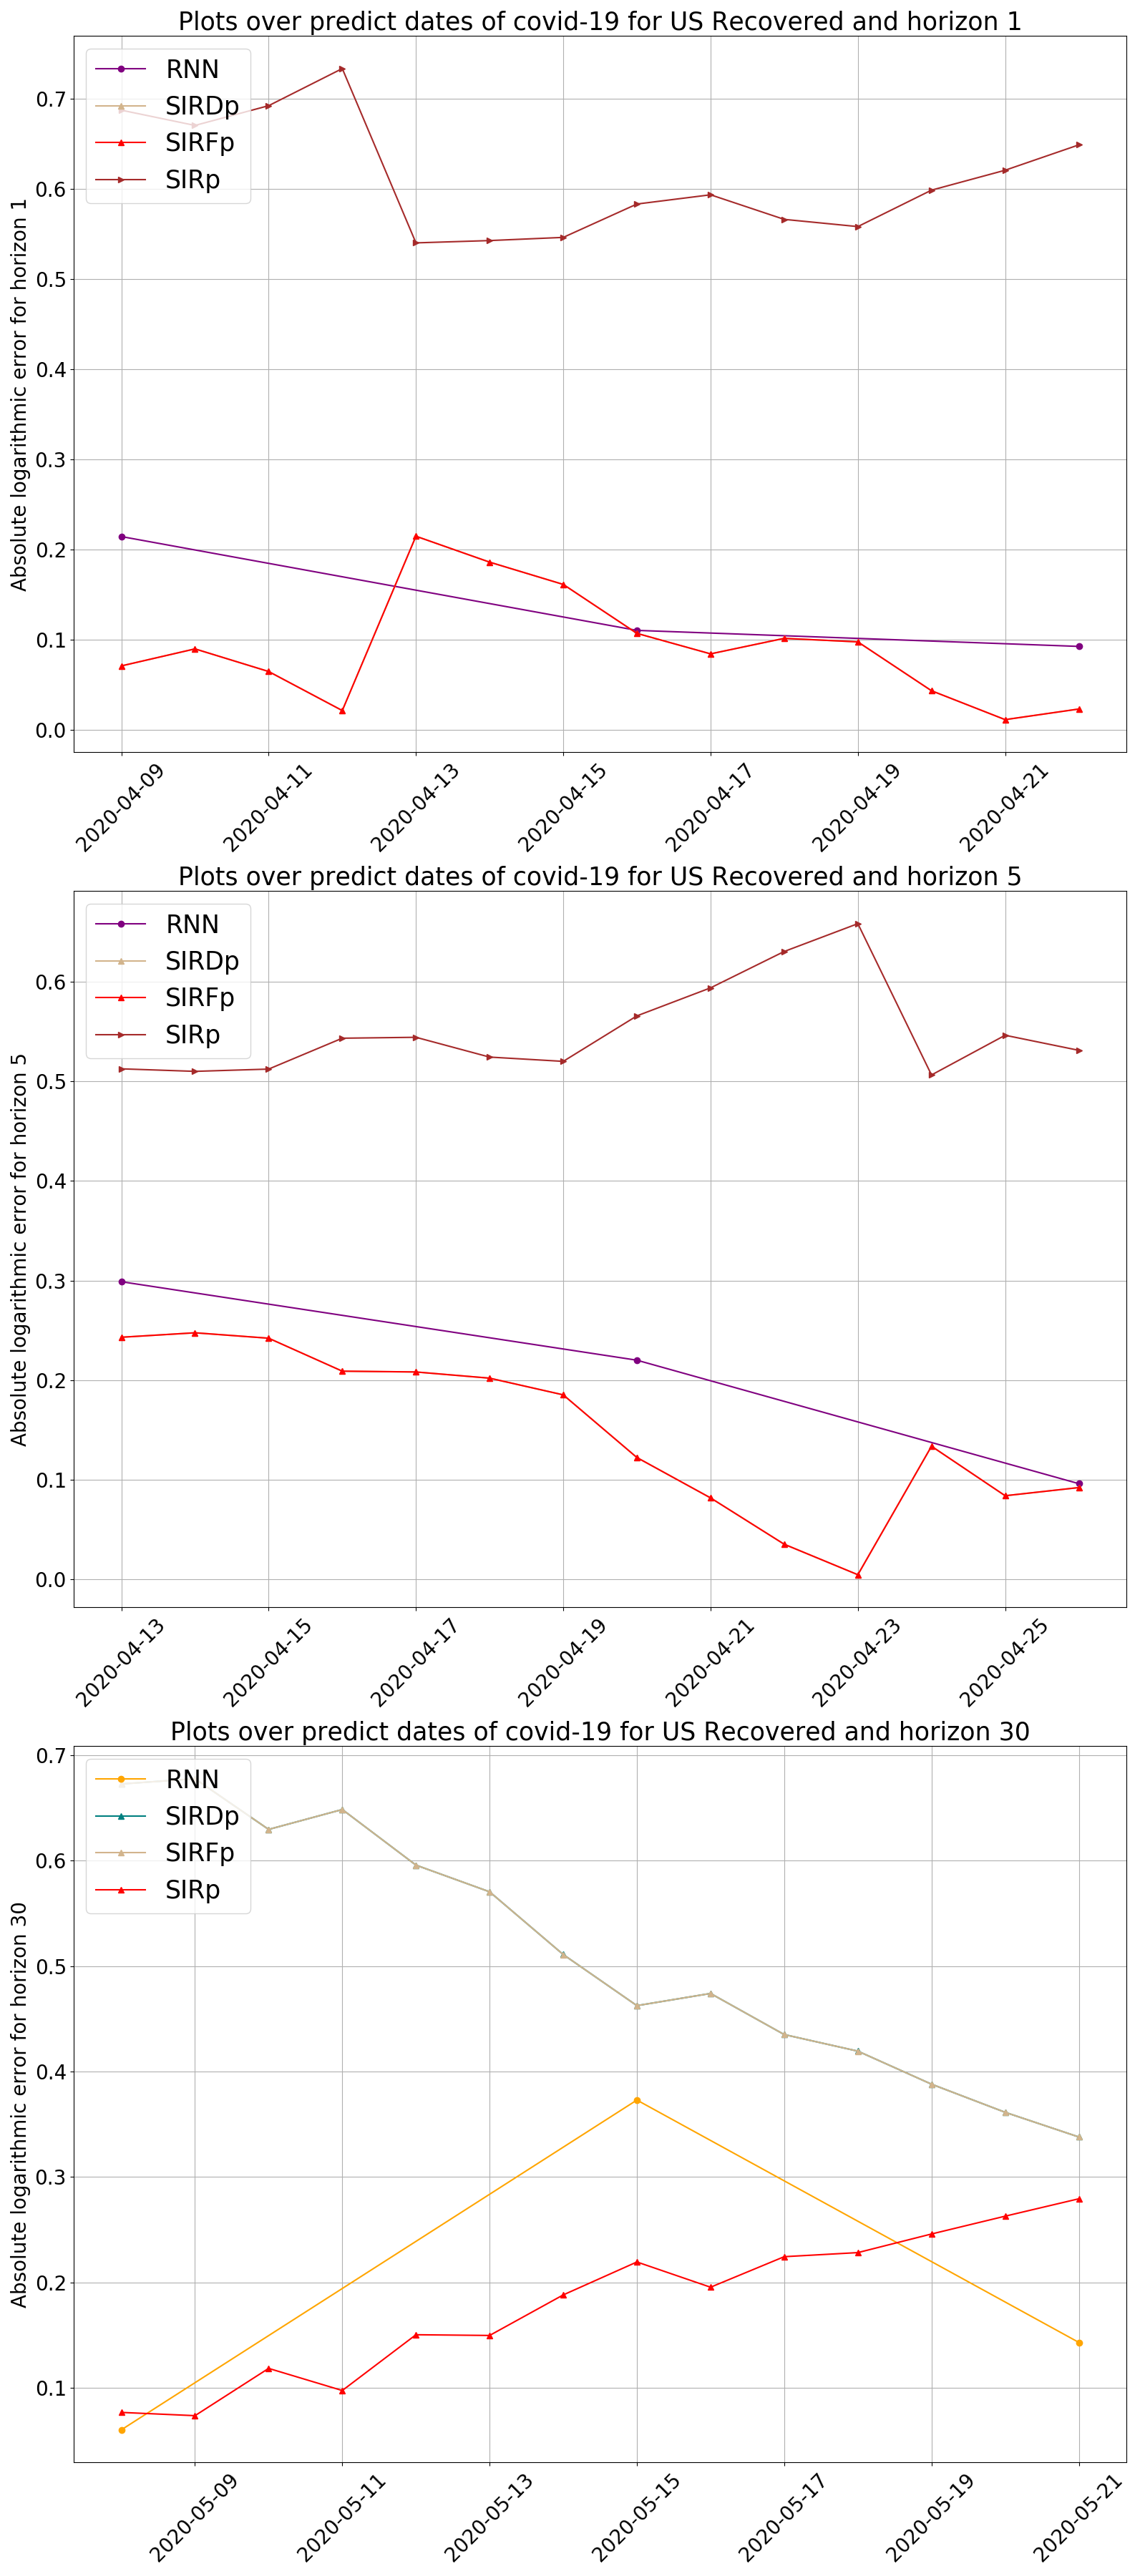 Plots over predict dates of covid-19 for US Recovered and horizon 1
Absolute logarithmic error for horizon 1
0.7
0.6
0.5
0.4
0.3
0.2
0.1
0.0
RNN
SIRDp
SIRFp
SIRp
2020-04-09
2020-04-11
2020-04-13
2020-04-15
2020-04-17
2020-04-19
2020-04-21
Plots over predict dates of covid-19 for US Recovered and horizon 5
Absolute logarithmic error for horizon 5
0.6
0.5
0.4
0.3
0.2
0.1
0.0
RNN
SIRDp
SIRFp
SIRp
2020-04-13
2020-04-15
2020-04-17
2020-04-19
2020-04-21
2020-04-23
2020-04-25
Plots over predict dates of covid-19 for US Recovered and horizon 30
Absolute logarithmic error for horizon 30
0.7
0.6
0.5
0.4
0.3
0.2
0.1
RNN
SIRDp
SIRFp
SIRp
2020-05-09
2020-05-11
2020-05-13
2020-05-15
2020-05-17
2020-05-19
2020-05-21